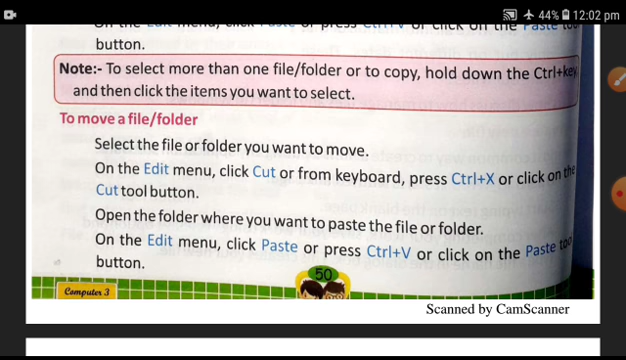 44% 12:02 pm
button.
Note:- To select more than one file/folder or to copy, hold down the Ctrl+key
and then click the items you want to select.
To move a file/folder
Select the file or folder you want to move.
On the Edit menu, click Cut or from keyboard, press Ctrl+X or click on the
Cut tool button.
Open the folder where you want to paste the file or folder.
On the Edit menu, click Paste or press Ctrl+V or click on the Paste too
button.
50
Computer 3
Scanned by CamScanner